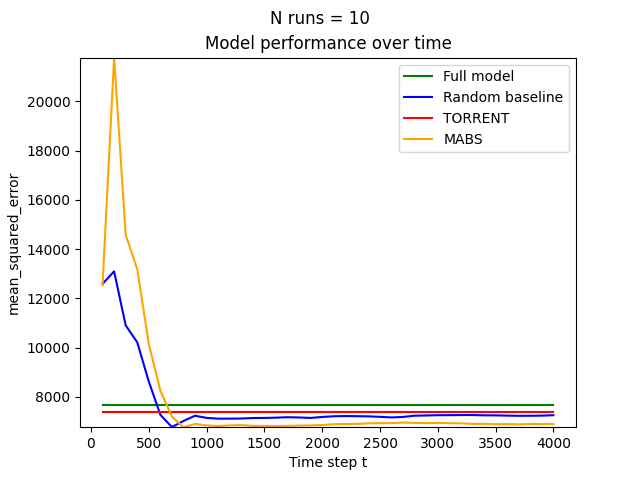 N runs = 10
Model performance over time
mean_squared_error
20000
18000
16000
14000
12000
10000
8000
0
500
1000
1500
2000
2500
3000
3500
4000
Time step t
Full model
Random baseline
TORRENT
MABS